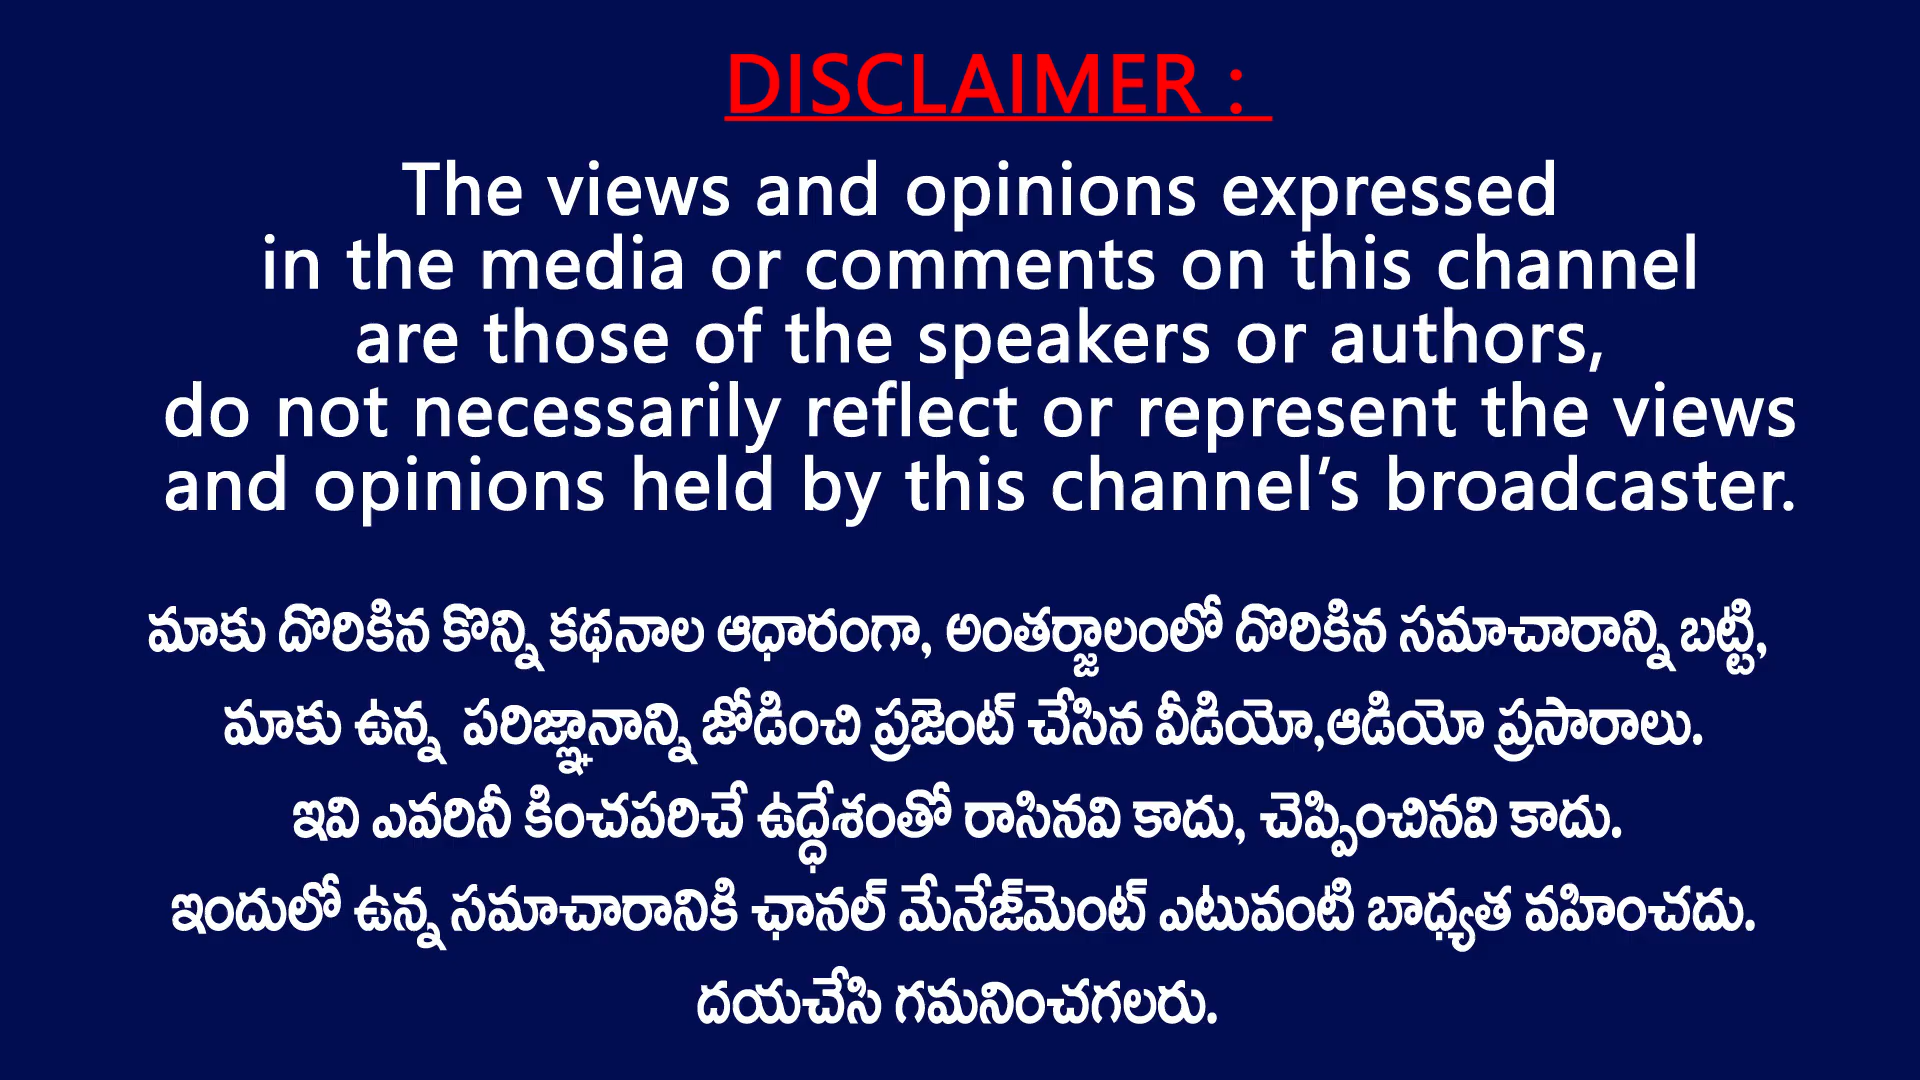 DISCLAIMER :
The views and opinions expressed
in the media or comments on this channel
are those of the speakers or authors,
do not necessarily reflect or represent the views
and opinions held by this channel’s broadcaster.
మాకు దొరికిన కొన్ని కథనాల ఆధారంగా, అంతర్జాలంలో దొరికిన సమాచారాన్ని బట్టి,
మాకు ఉన్న పరిజ్ఞానాన్ని జోడించి ప్రజెంట్ చేసిన వీడియో,ఆడియో ప్రసారాలు.
ఇవి ఎవరినీ కించపరిచే ఉద్ధేశంతో రాసినవి కాదు, చెప్పించినవి కాదు.
ఇందులో ఉన్న సమాచారానికి ఛానల్ మేనేజ్‌మెంట్ ఎటువంటి బాధ్యత వహించదు.
దయచేసి గమనించగలరు.